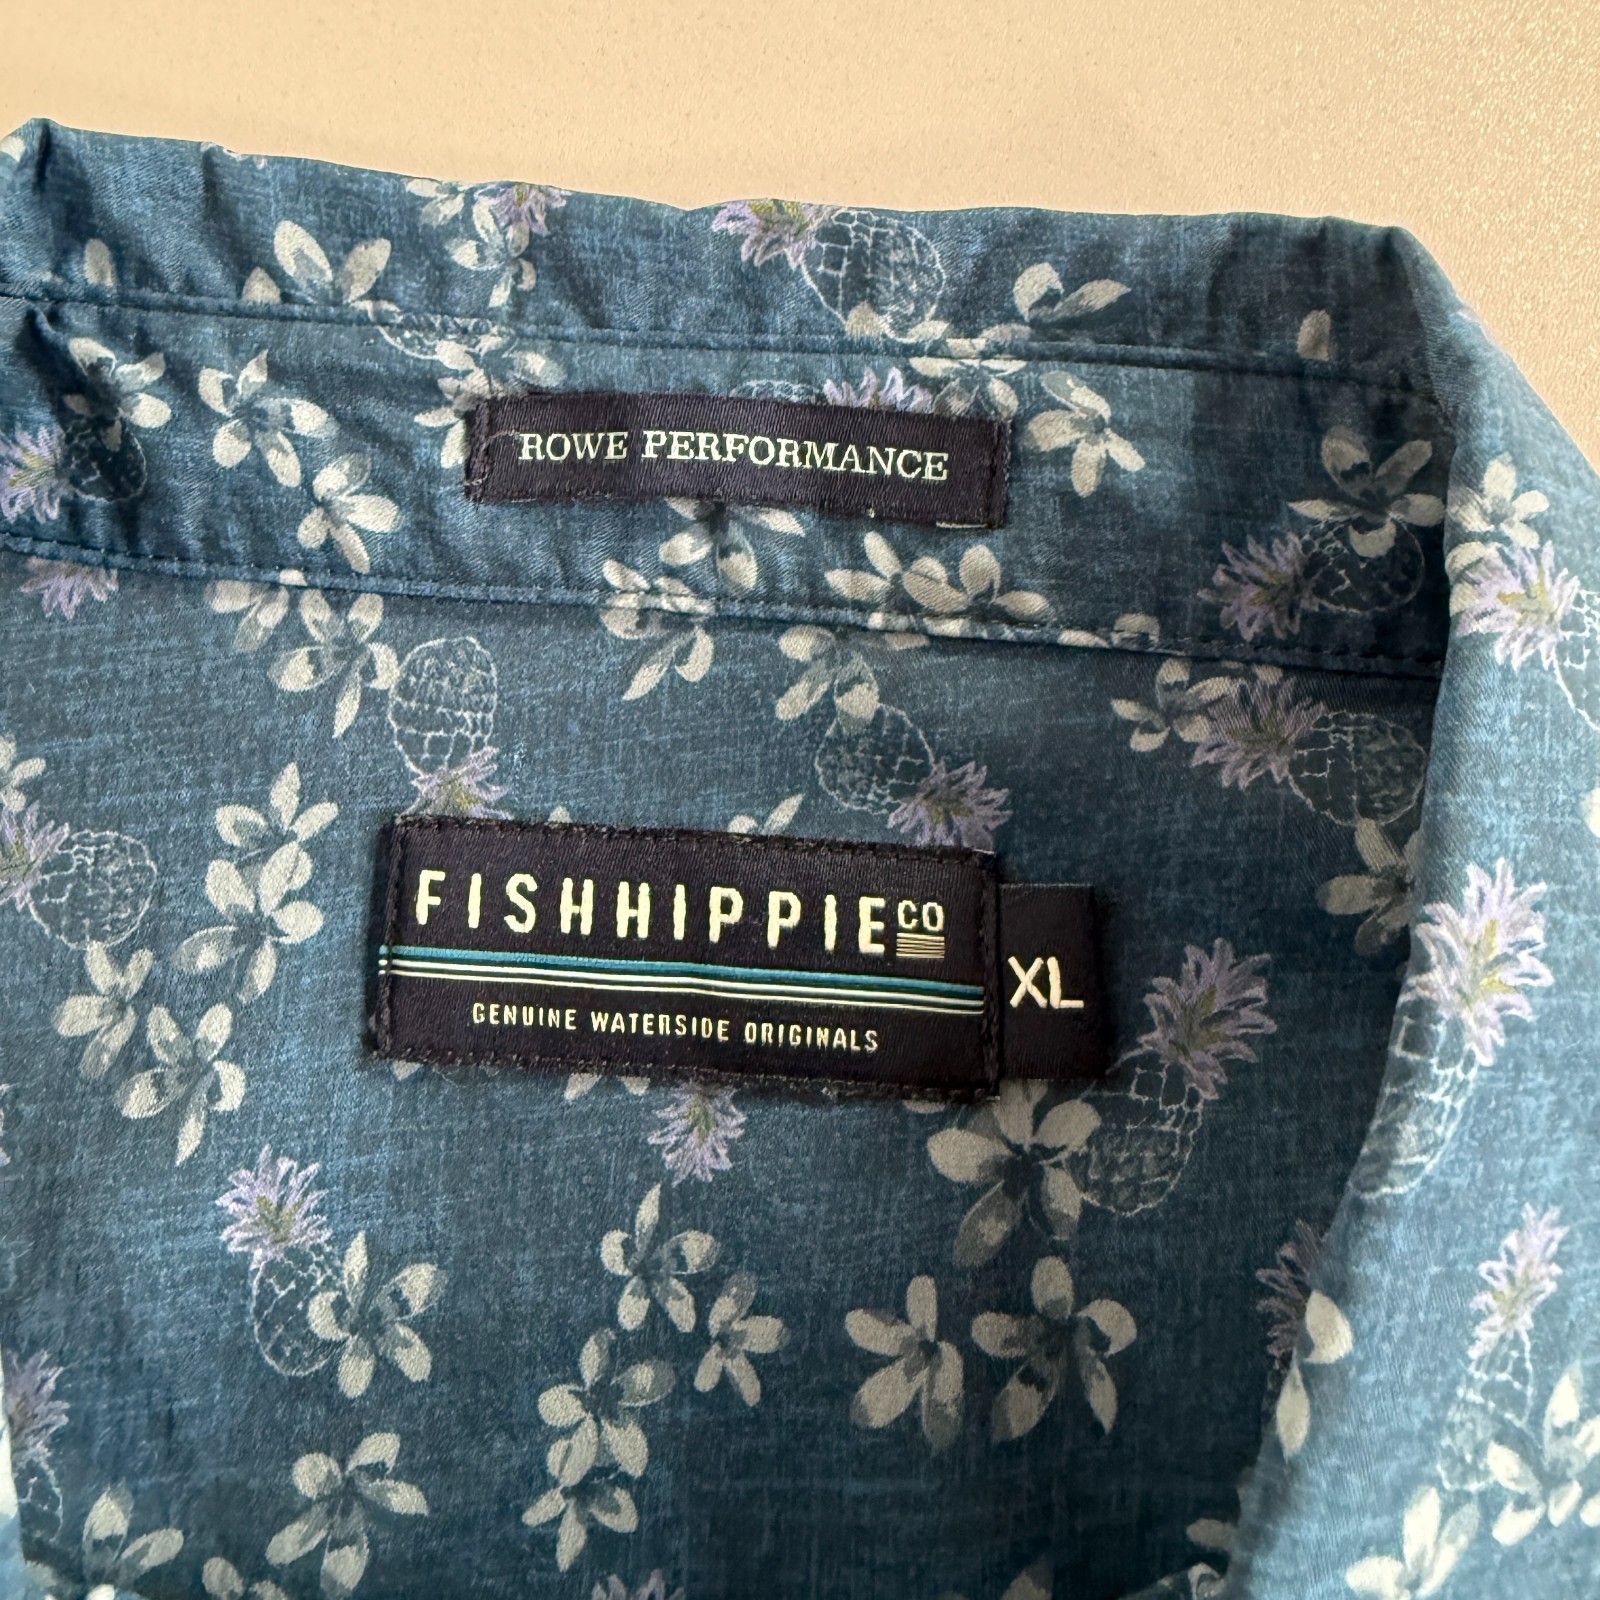 ROWE PERFORMANCE
FISHHIPPIE CO
XL
GENUINE WATERSIDE ORIGINALS